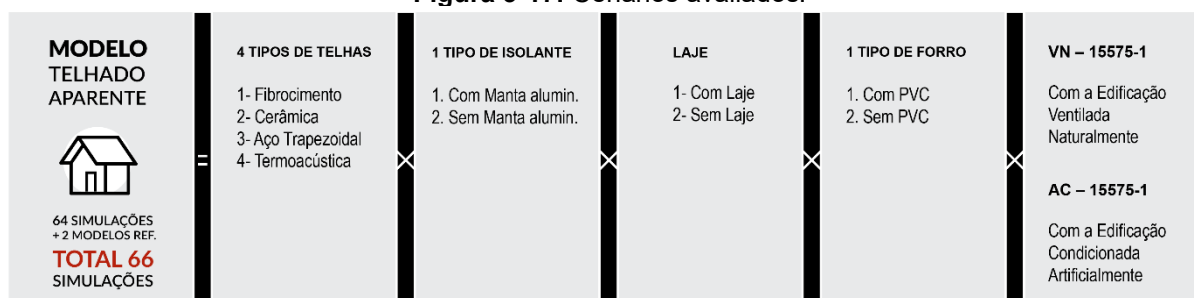 MODELO
TELHADO
APARENTE
64 SIMULAÇÕES
+ 2 MODELOS REF.
TOTAL 66
SIMULAÇÕES
=
4 TIPOS DE TELHAS
1- Fibrocimento
2- Cerâmica
3- Aço Trapezoidal
4- Termoacústica
X
1 TIPO DE ISOLANTE
1. Com Manta alumin.
2. Sem Manta alumin.
X
LAJE
1- Com Laje
2- Sem Laje
X
1 TIPO DE FORRO
1. Com PVC
2. Sem PVC
X
VN – 15575-1
Com a Edificação
Ventilada
Naturalmente
AC – 15575-1
Com a Edificação
Condicionada
Artificialmente